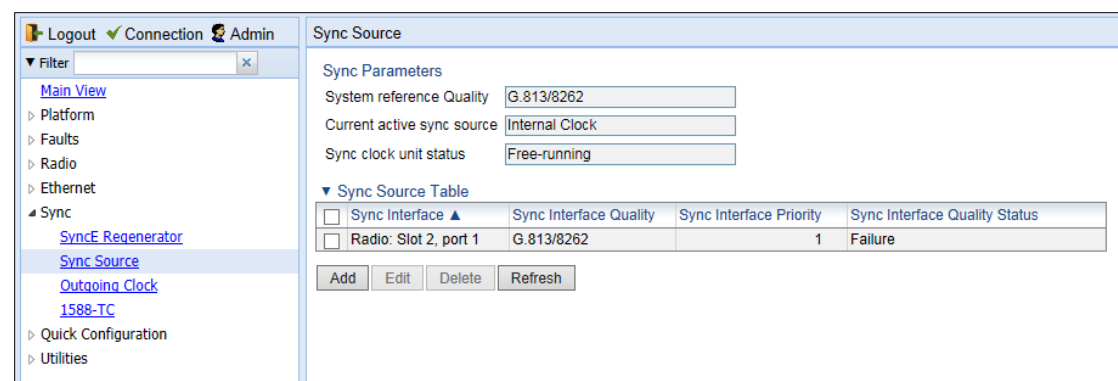 Logout Connection Admin
Filter
Main View
Platform
Faults
Radio
Ethernet
Sync
SyncE Regenerator
Sync Source
Outgoing Clock
1588-TC
Quick Configuration
Utilities
Sync Source
Sync Parameters
System reference Quality G.813/8262
Current active sync source Internal Clock
Sync clock unit status Free-running
Sync Source Table
Sync Interface ▲ Sync Interface Quality Sync Interface Priority Sync Interface Quality Status
Radio: Slot 2, port 1 G.813/8262 1 Failure
Add Edit Delete Refresh